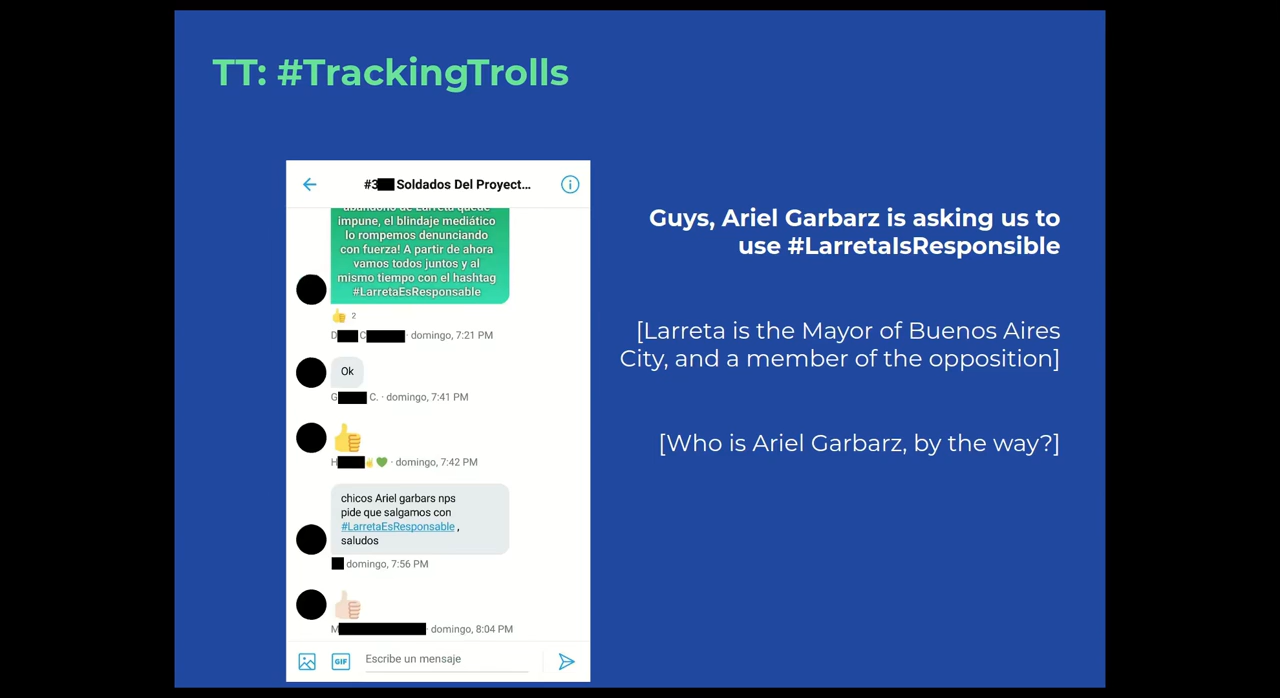 TT: #TrackingTrolls
#3 Soldados Del Proyect...
impune, el blindaje mediático
lo rompemos denunciando
con fuerza! A partir de ahora
vamos todos juntos y al
mismo tiempo con el hashtag
#LarretaEsResponsable
2
D C · domingo, 7:21 PM
Ok
G C. · domingo, 7:41 PM
👍
H ✌💚 · domingo, 7:42 PM
chicos Ariel garbars nps
pide que salgamos con
#LarretaEsResponsable ,
saludos
domingo, 7:56 PM
M · domingo, 8:04 PM
GIF
Escribe un mensaje
Guys, Ariel Garbarz is asking us to
use #LarretaIsResponsible
[Larreta is the Mayor of Buenos Aires
City, and a member of the opposition]
[Who is Ariel Garbarz, by the way?]